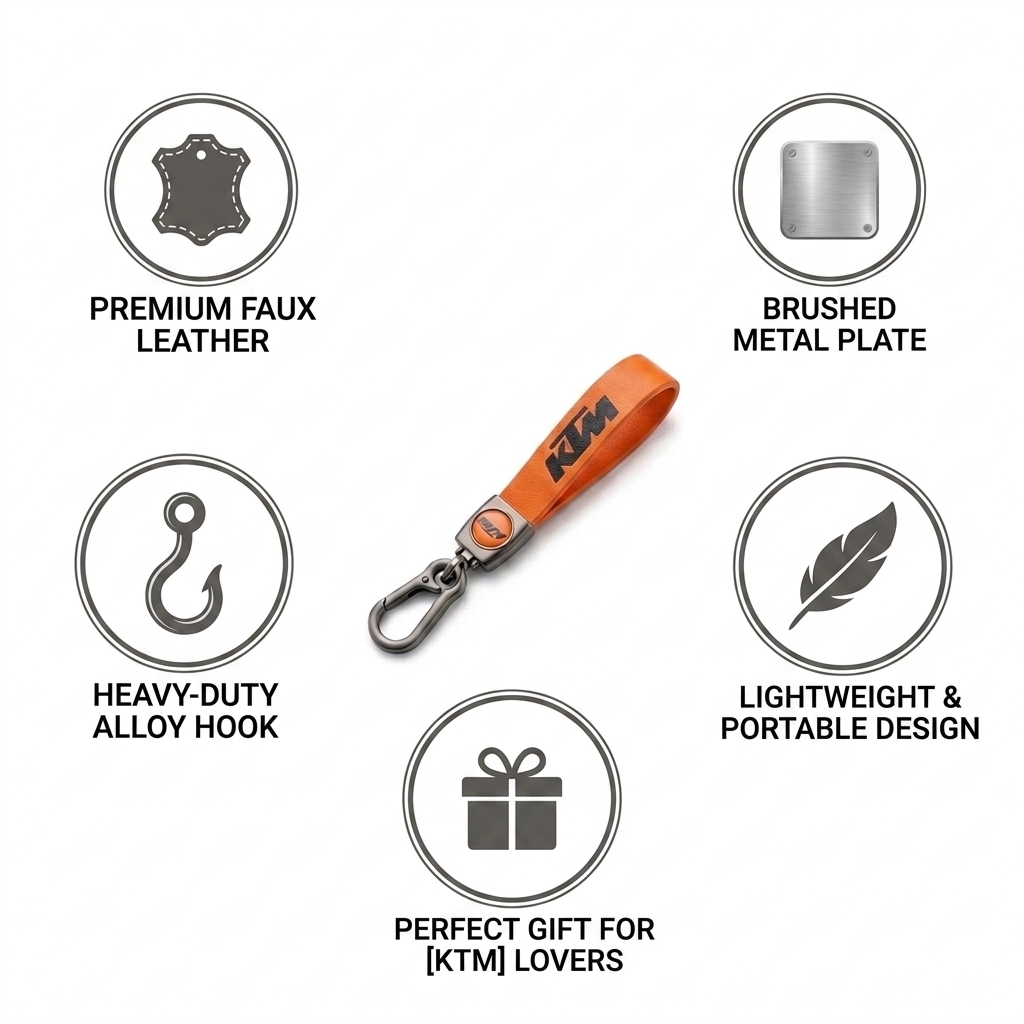 PREMIUM FAUX
LEATHER
BRUSHED
METAL PLATE
KTM
HEAVY-DUTY
ALLOY HOOK
LIGHTWEIGHT &
PORTABLE DESIGN
PERFECT GIFT FOR
[KTM] LOVERS